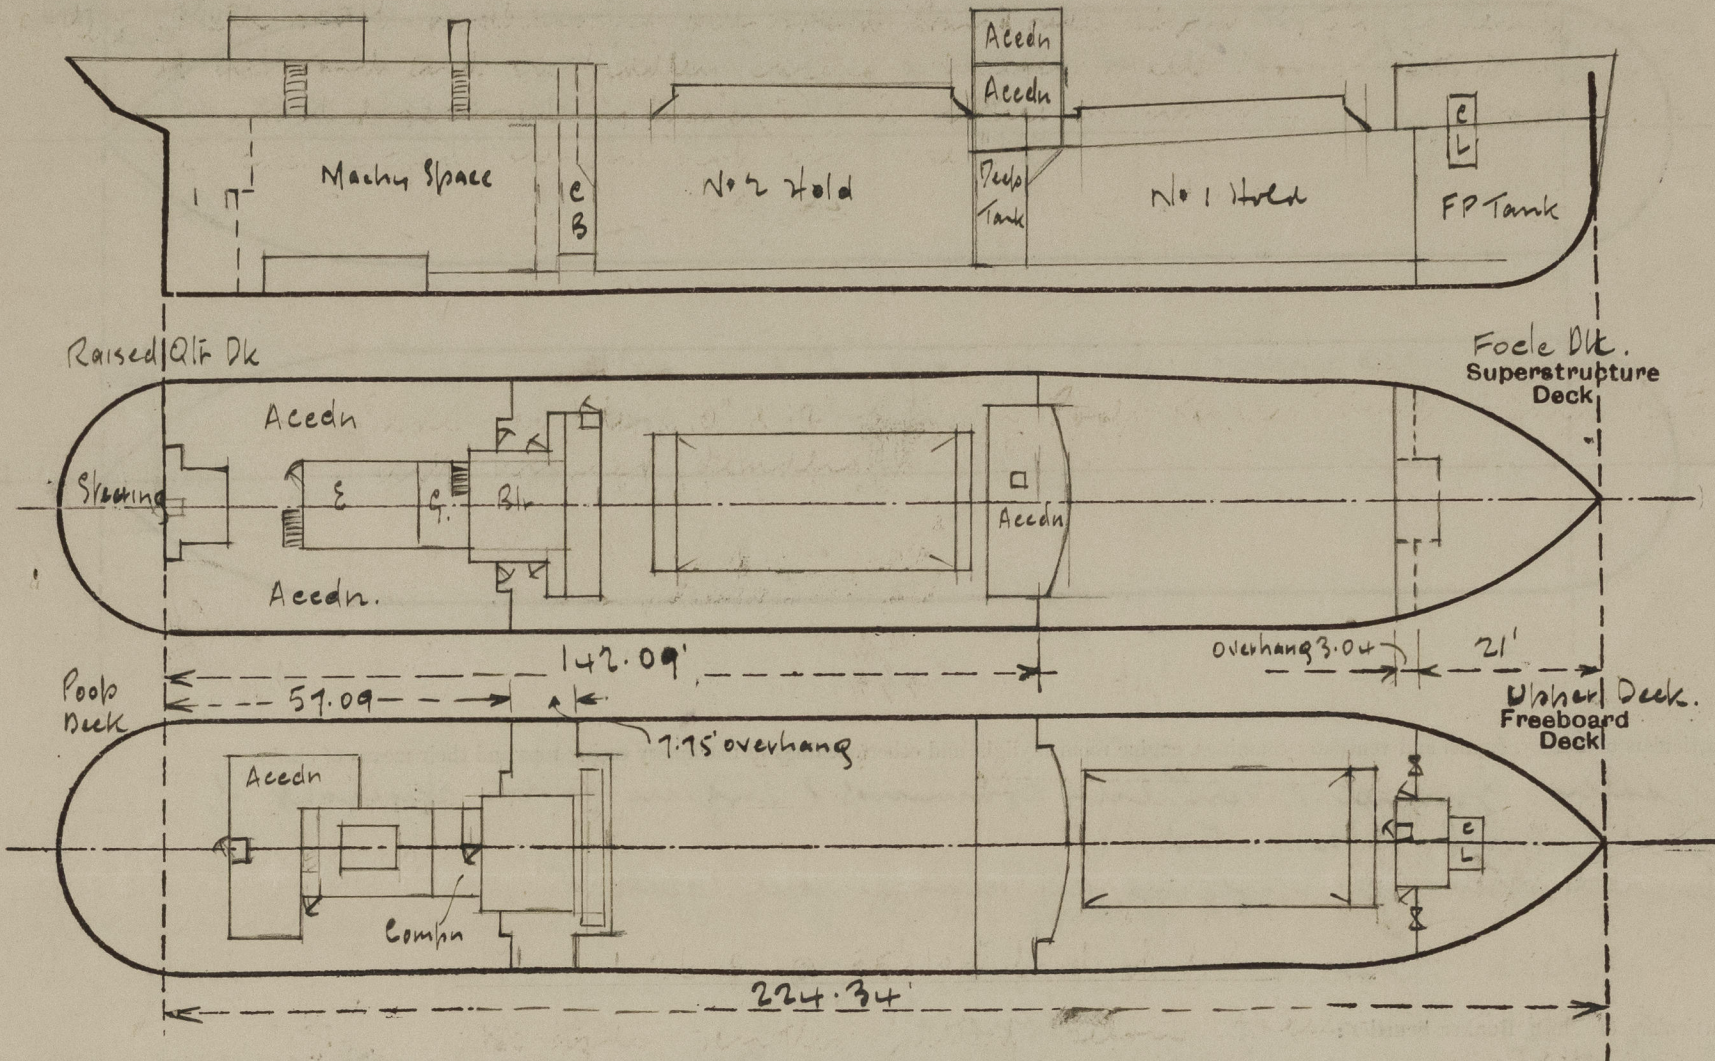 Accdn
Accdn
C
L
Machy Space
C
B
No 2 Hold
Deep
Tank
No 1 Hold
FP Tank
Raised Qtr Dk
Focle Dk.
Superstructure
Deck
Accdn
Steering
E
G.
Blr
Accdn
Accdn.
142.09'
overhang 3.04
21'
57.09
Poop
Deck
Upper Deck.
Freeboard
Deck
7.75' overhang
Accdn
C
L
Compn
224.34'